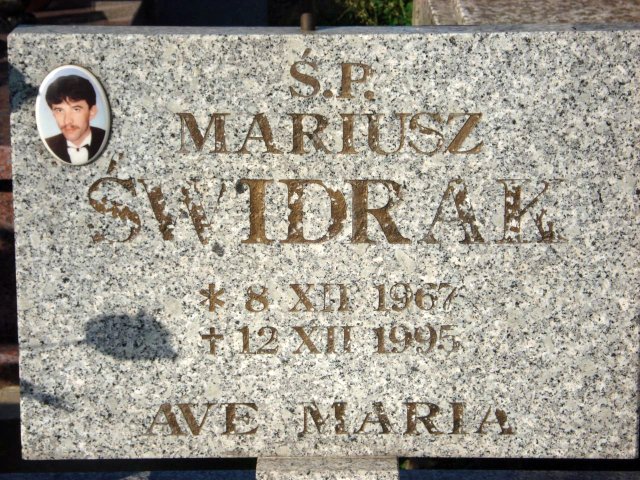 Ś.P.
MARIUSZ
ŚWIDRAK
* 8 XII 1967
✝ 12 XII 1995
AVE MARIA